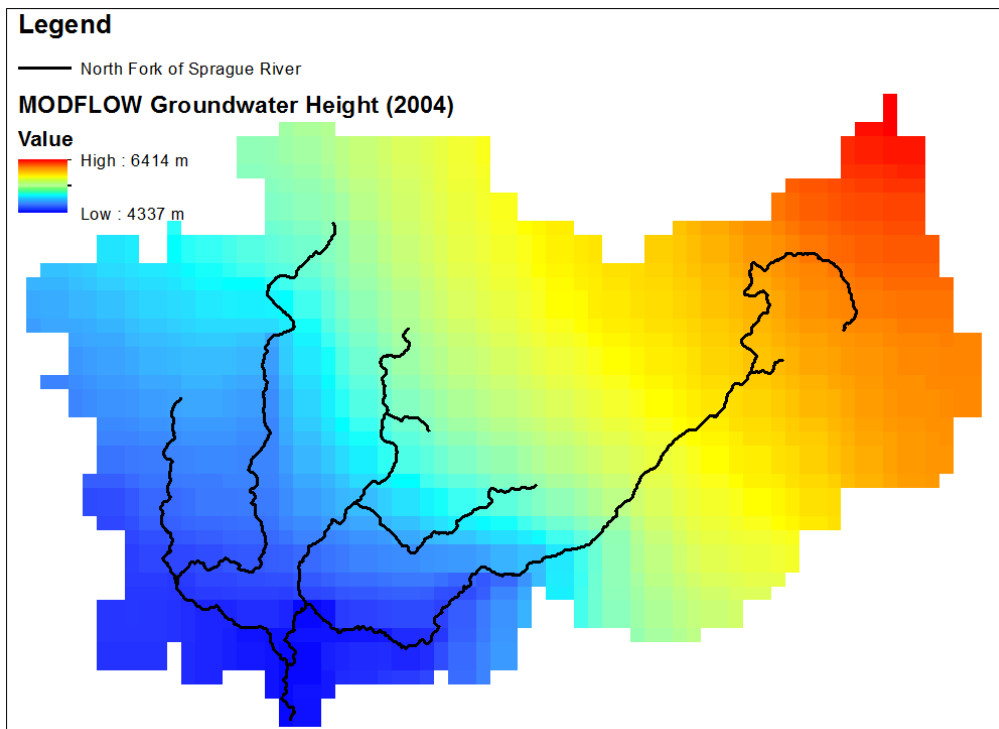 Legend
North Fork of Sprague River
MODFLOW Groundwater Height (2004)
Value
High : 6414 m
Low : 4337 m